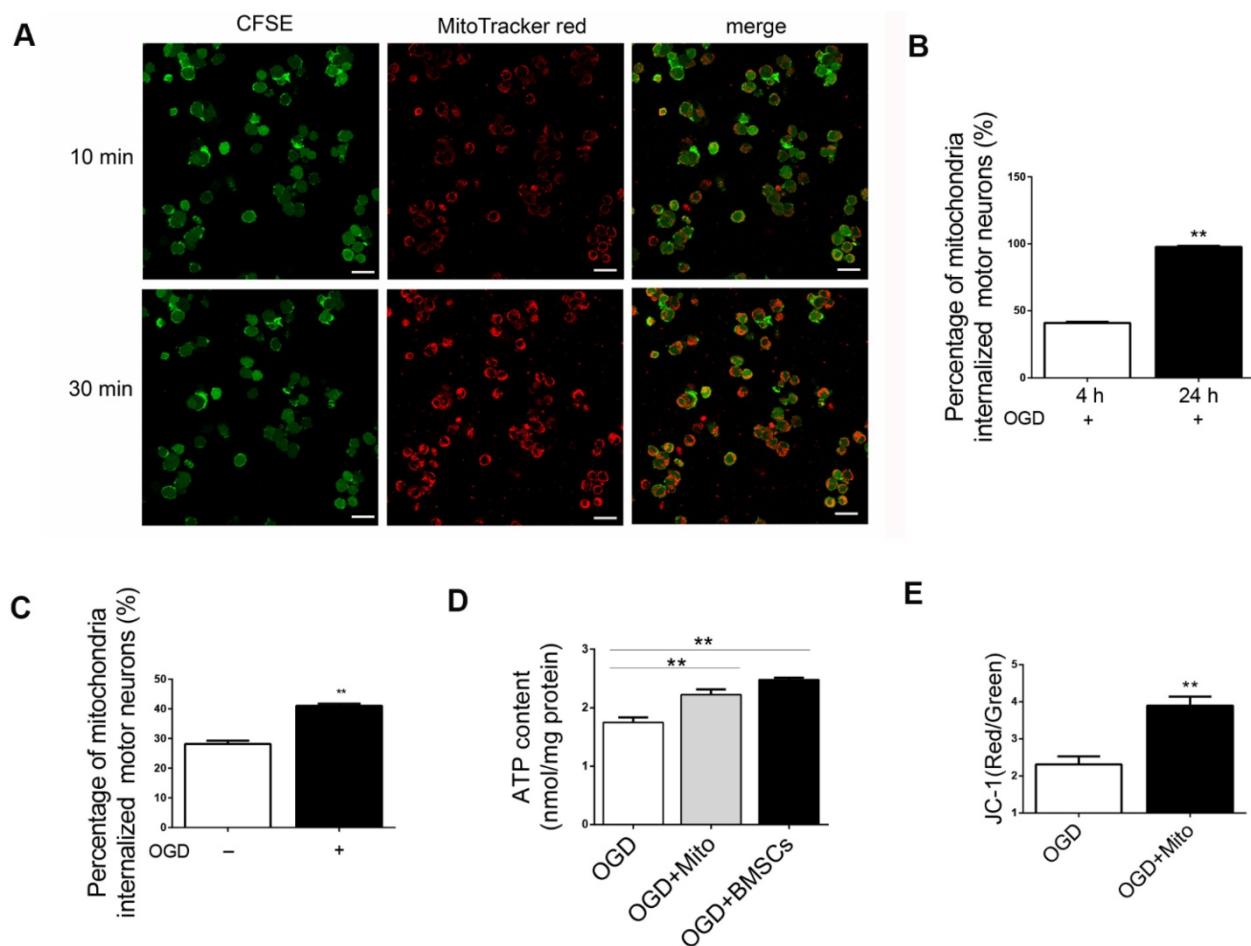 A
CFSE
MitoTracker red
merge
10 min
30 min
B
Percentage of mitochondria
internalized motor neurons (%)
150
100
50
0
**
4 h
24 h
OGD
+
+
C
Percentage of mitochondria
internalized motor neurons (%)
50
40
30
20
10
0
**
OGD
–
+
D
ATP content
(nmol/mg protein)
3
2
1
0
**
**
OGD
OGD+Mito
OGD+BMSCs
E
JC-1(Red/Green)
5
4
3
2
1
**
OGD
OGD+Mito